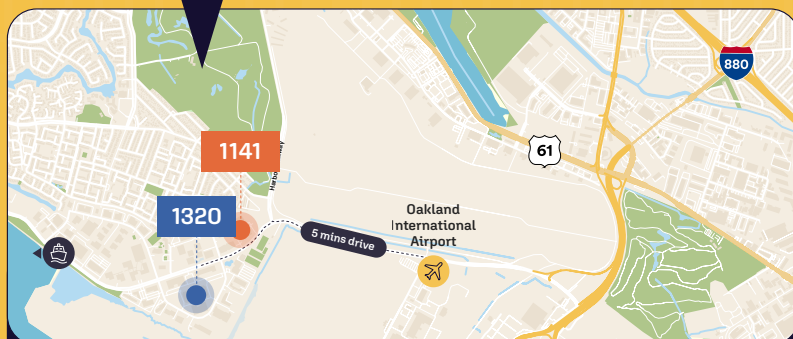 880
61
1141
1320
Oakland
International
Airport
5 mins drive